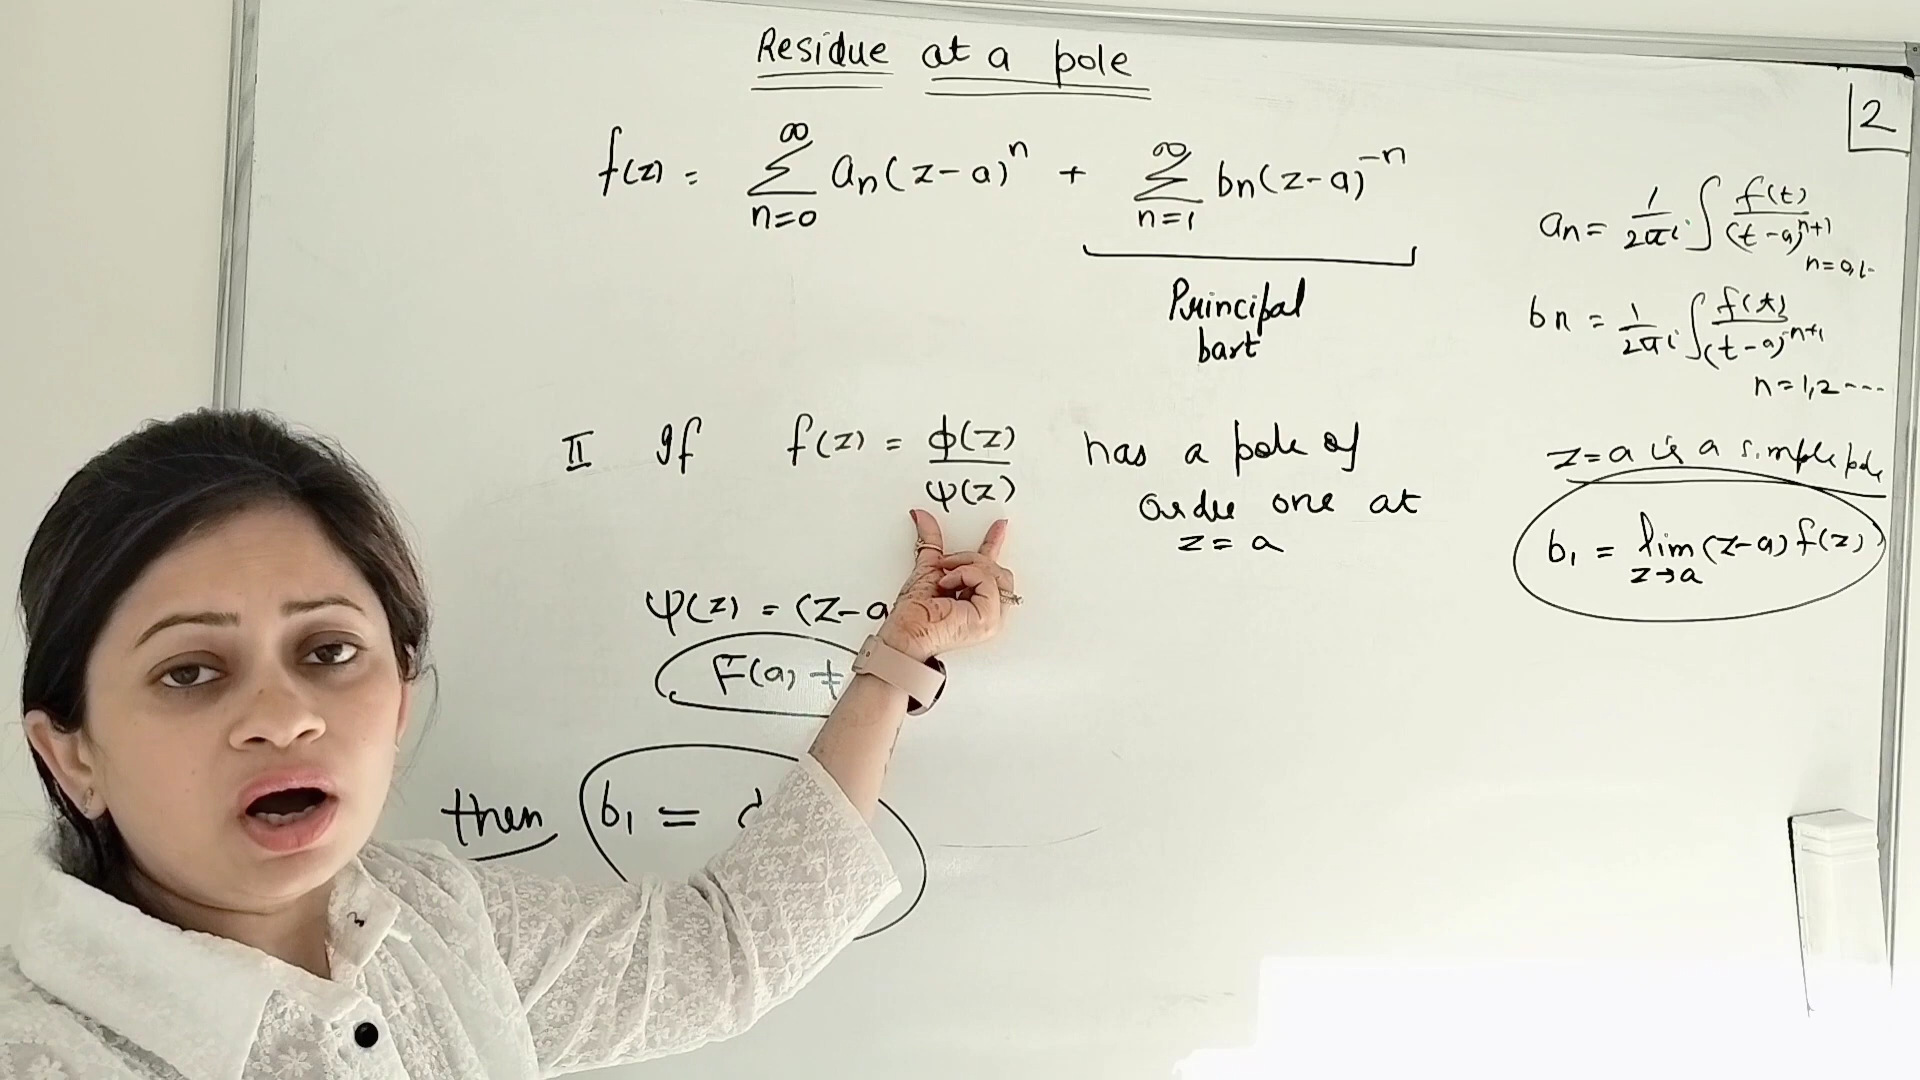 Residue at a pole
2
f(z) = ∞ Σ n=0 an(z-a)^n + ∞ Σ n=1 bn(z-a)^-n
Principal
part
an = 1/2πi ∫ f(t)/(t-a)^n+1
n=0,1-
bn = 1/2πi ∫ f(t)/(t-a)^-n+1
n=1,2----
II If f(z) = ϕ(z)/ψ(z) has a pole of
order one at
z=a
z=a is a simple pole
b1 = lim z→a (z-a) f(z)
ψ(z) = (z-a
F(a) ≠
then b1 =